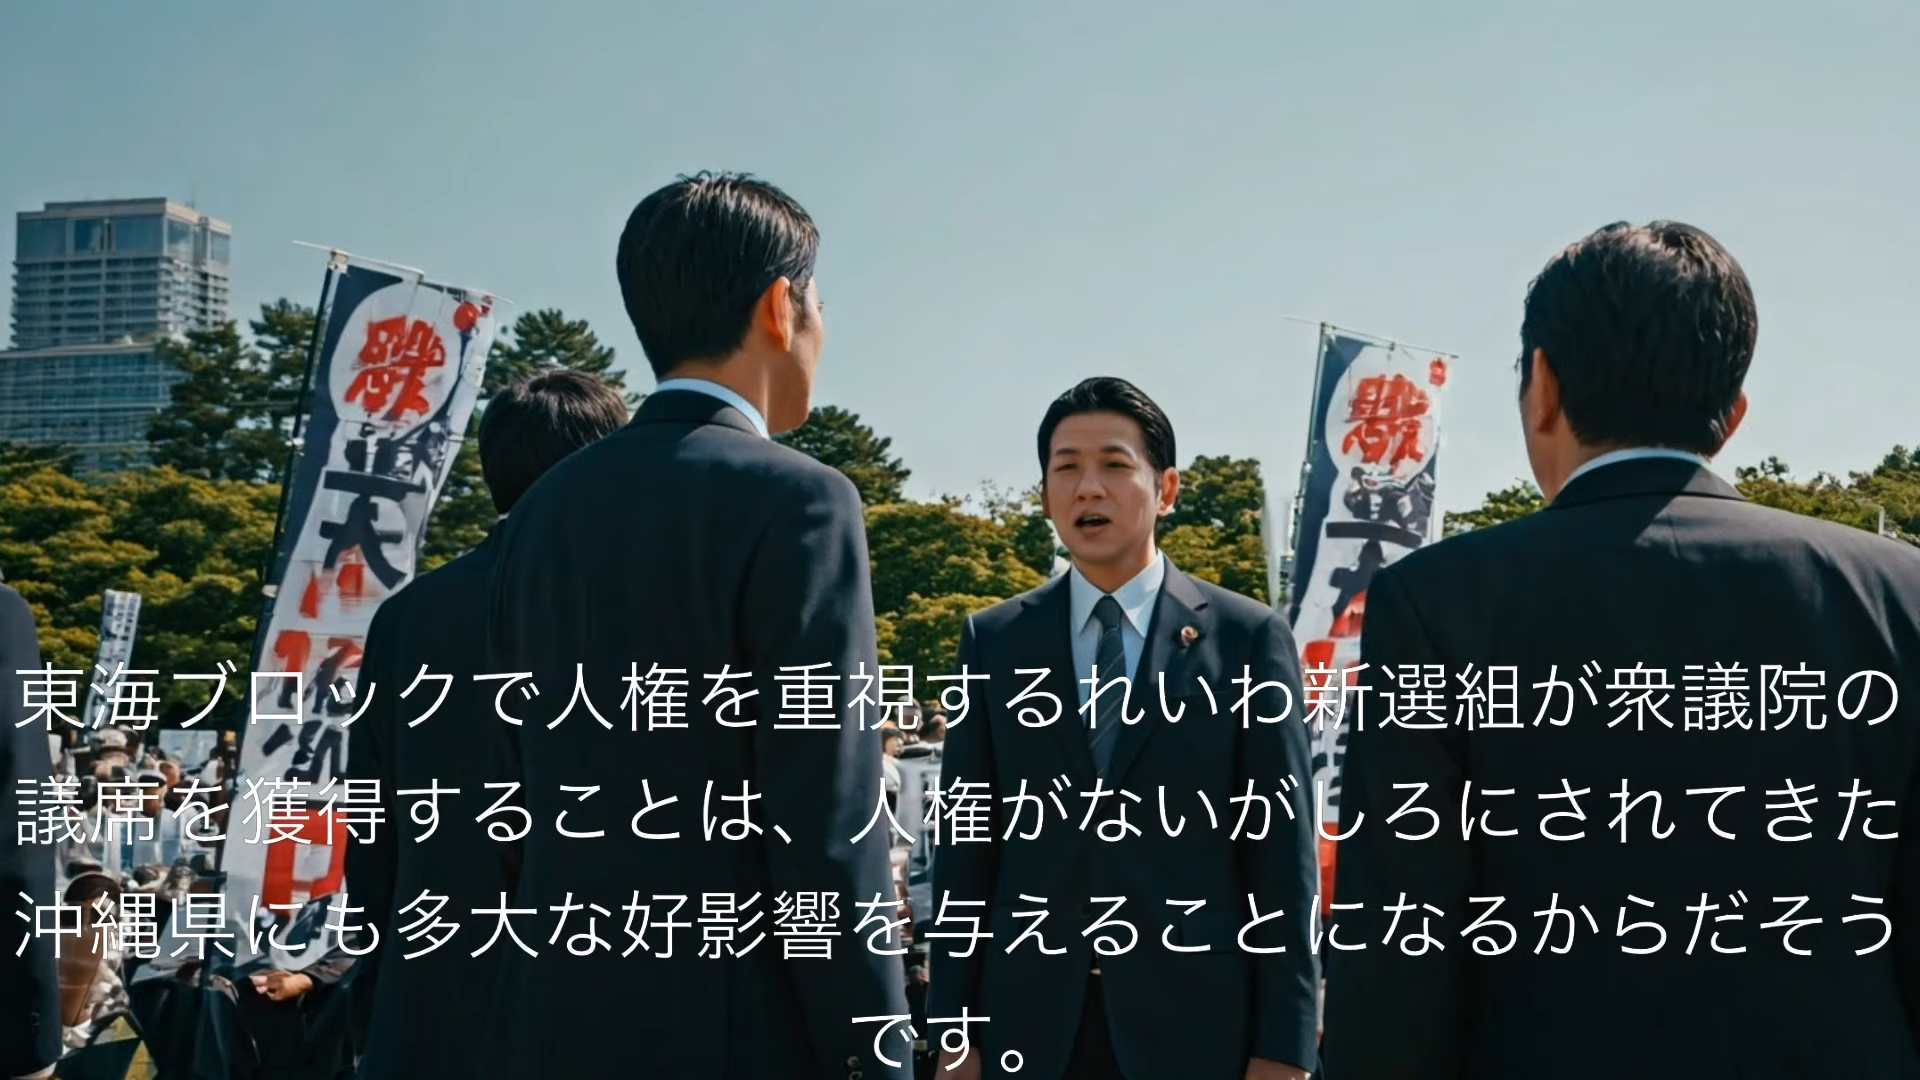 東海ブロックで人権を重視するれいわ新選組が衆議院の
議席を獲得することは、人権がないがしろにされてきた
沖縄県にも多大な好影響を与えることになるからだそう
です。